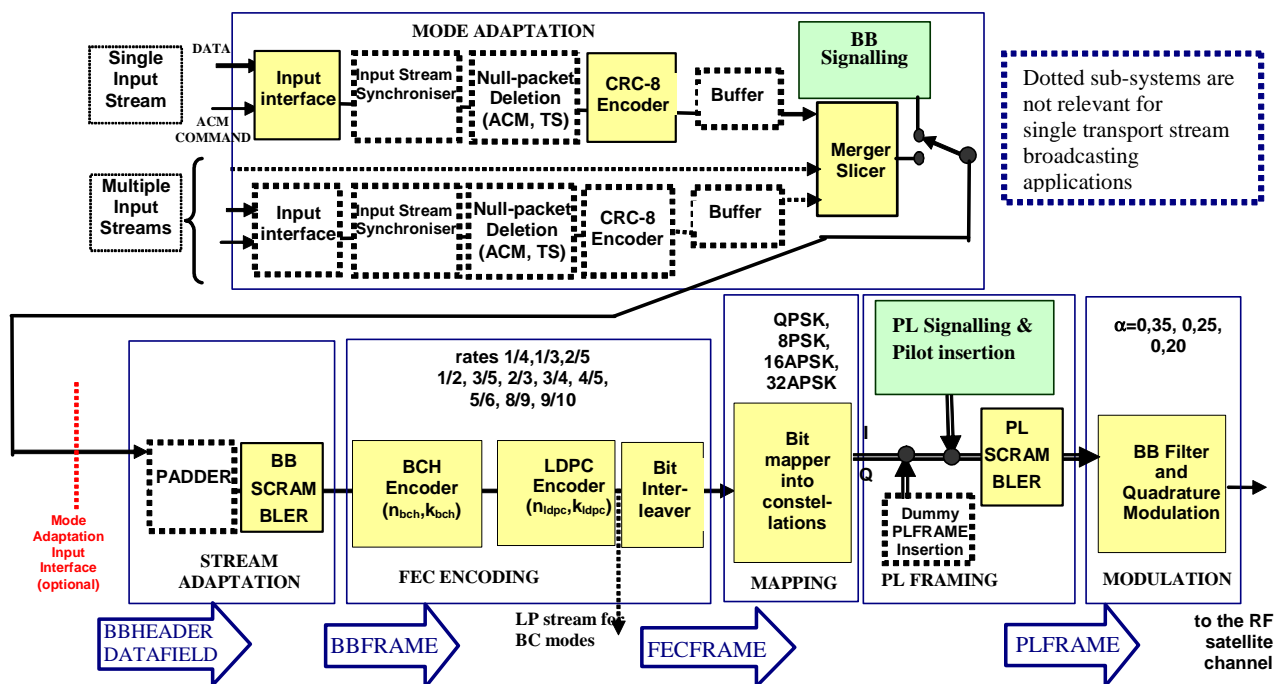 MODE ADAPTATION
Single
Input
Stream
DATA
ACM
COMMAND
Input
interface
Input Stream
Synchroniser
Null-packet
Deletion
(ACM, TS)
CRC-8
Encoder
Buffer
BB
Signalling
Merger
Slicer
Dotted sub-systems are
not relevant for
single transport stream
broadcasting
applications
Multiple
Input
Streams
Input
interface
Input Stream
Synchroniser
Null-packet
Deletion
(ACM, TS)
CRC-8
Encoder
Buffer
Mode
Adaptation
Input
Interface
(optional)
PADDER
BB
SCRAM
BLER
STREAM
ADAPTATION
rates 1/4,1/3,2/5
1/2, 3/5, 2/3, 3/4, 4/5,
5/6, 8/9, 9/10
BCH
Encoder
(nbch,kbch)
LDPC
Encoder
(nldpc,kldpc)
Bit
Inter-
leaver
FEC ENCODING
LP stream for
BC modes
QPSK,
8PSK,
16APSK,
32APSK
Bit
mapper
into
constel-
lations
MAPPING
I
Q
PL Signalling &
Pilot insertion
Dummy
PLFRAME
Insertion
PL
SCRAM
BLER
PL FRAMING
α=0,35, 0,25,
0,20
BB Filter
and
Quadrature
Modulation
MODULATION
BBHEADER
DATAFIELD
BBFRAME
FECFRAME
PLFRAME
to the RF
satellite
channel